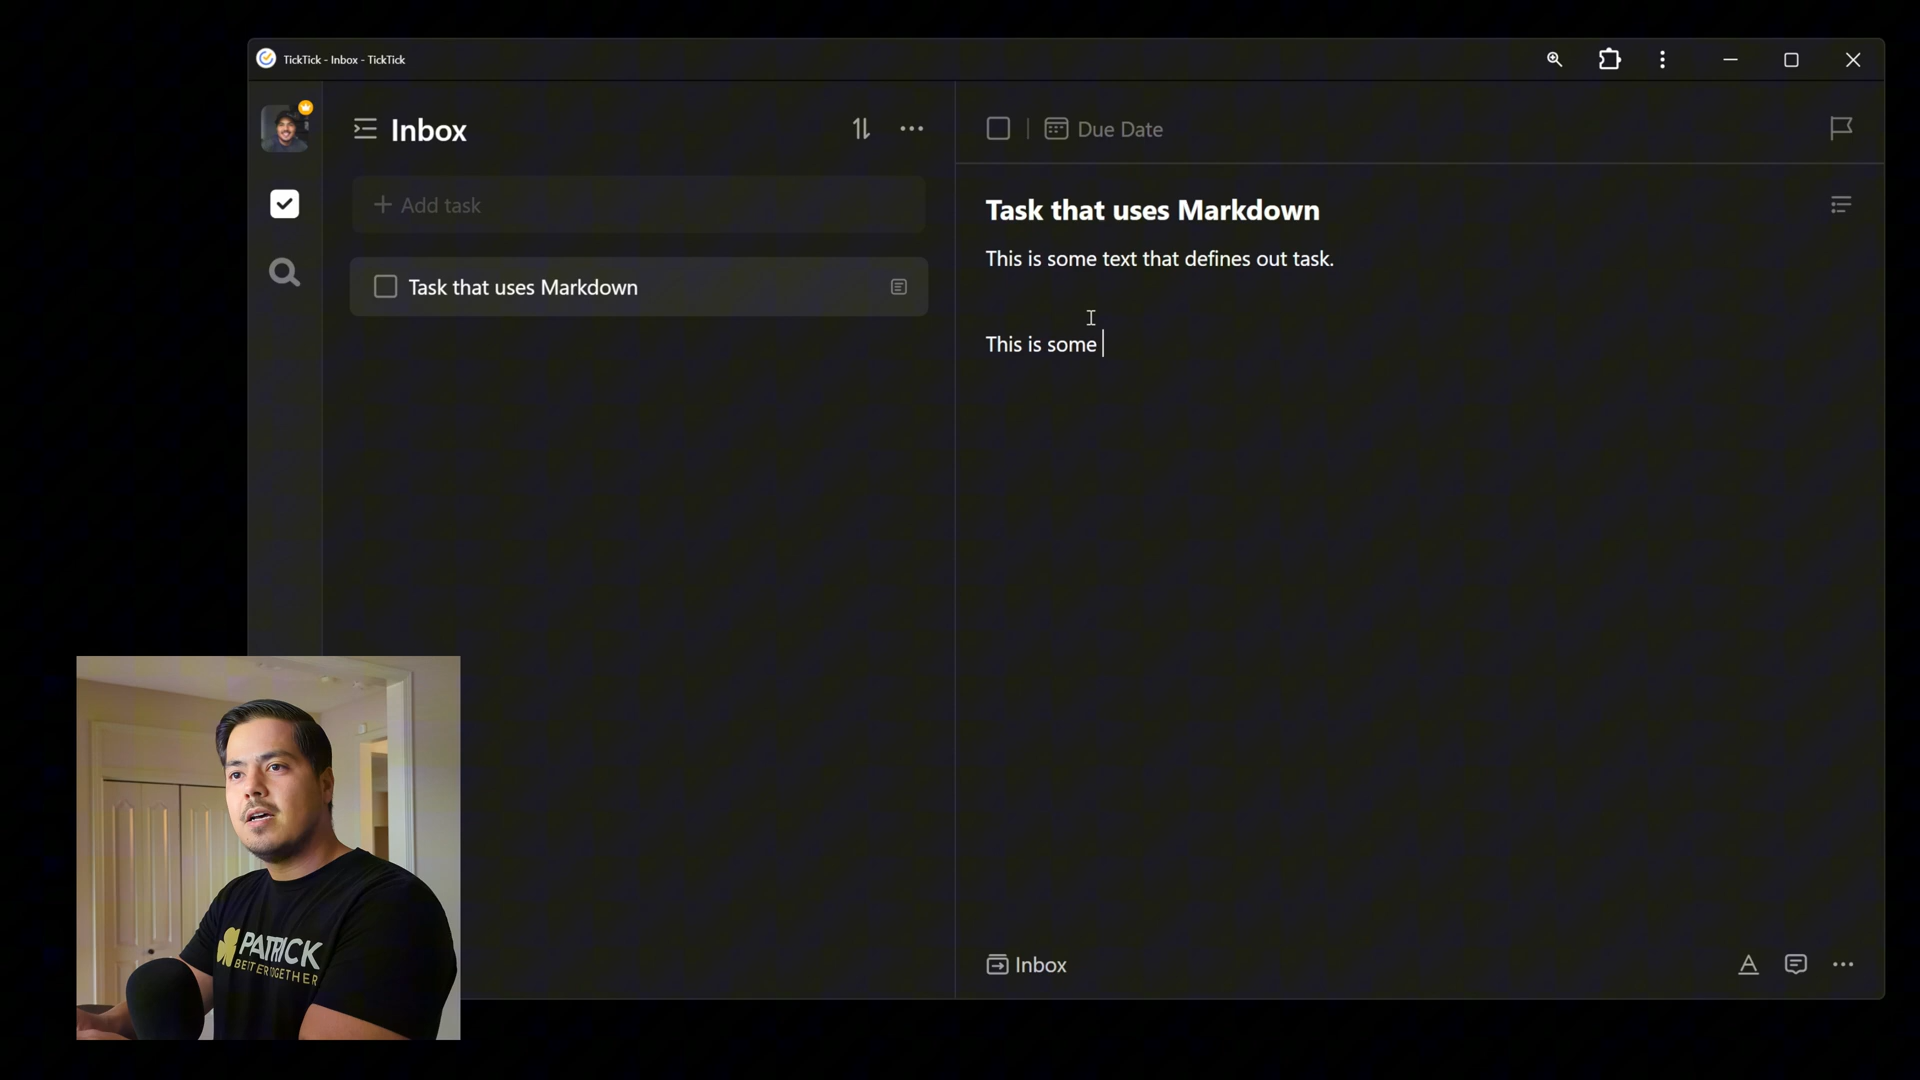 TickTick - Inbox - TickTick
Inbox
Add task
Task that uses Markdown
Due Date
Task that uses Markdown
This is some text that defines out task.
This is some
Inbox
PATRICK
BETTER TOGETHER